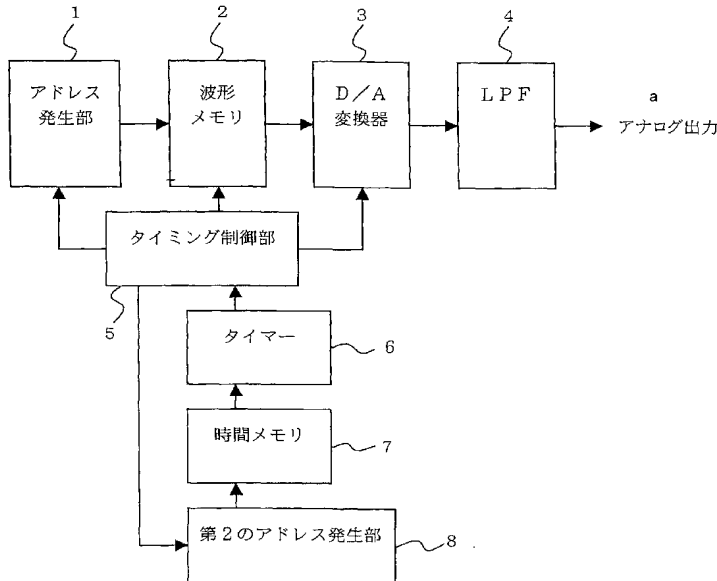 1
2
3
4
アドレス
発生部
波形
メモリ
D/A
変換器
LPF
a
アナログ出力
タイミング制御部
5
タイマー
6
時間メモリ
7
第2のアドレス発生部
8